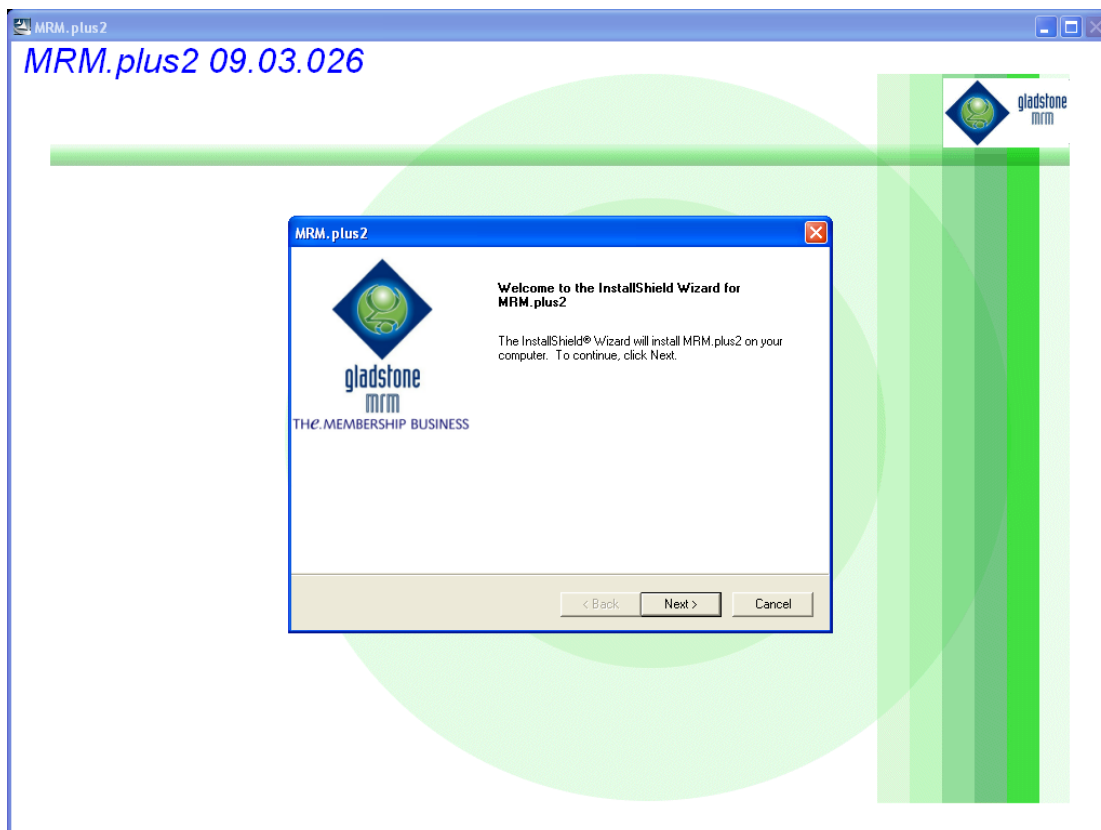 MRM.plus2
MRM.plus2 09.03.026
gladstone
mrm
MRM.plus2
gladstone
mrm
THe.MEMBERSHIP BUSINESS
Welcome to the InstallShield Wizard for
MRM.plus2
The InstallShield® Wizard will install MRM.plus2 on your
computer. To continue, click Next.
< Back
Next >
Cancel